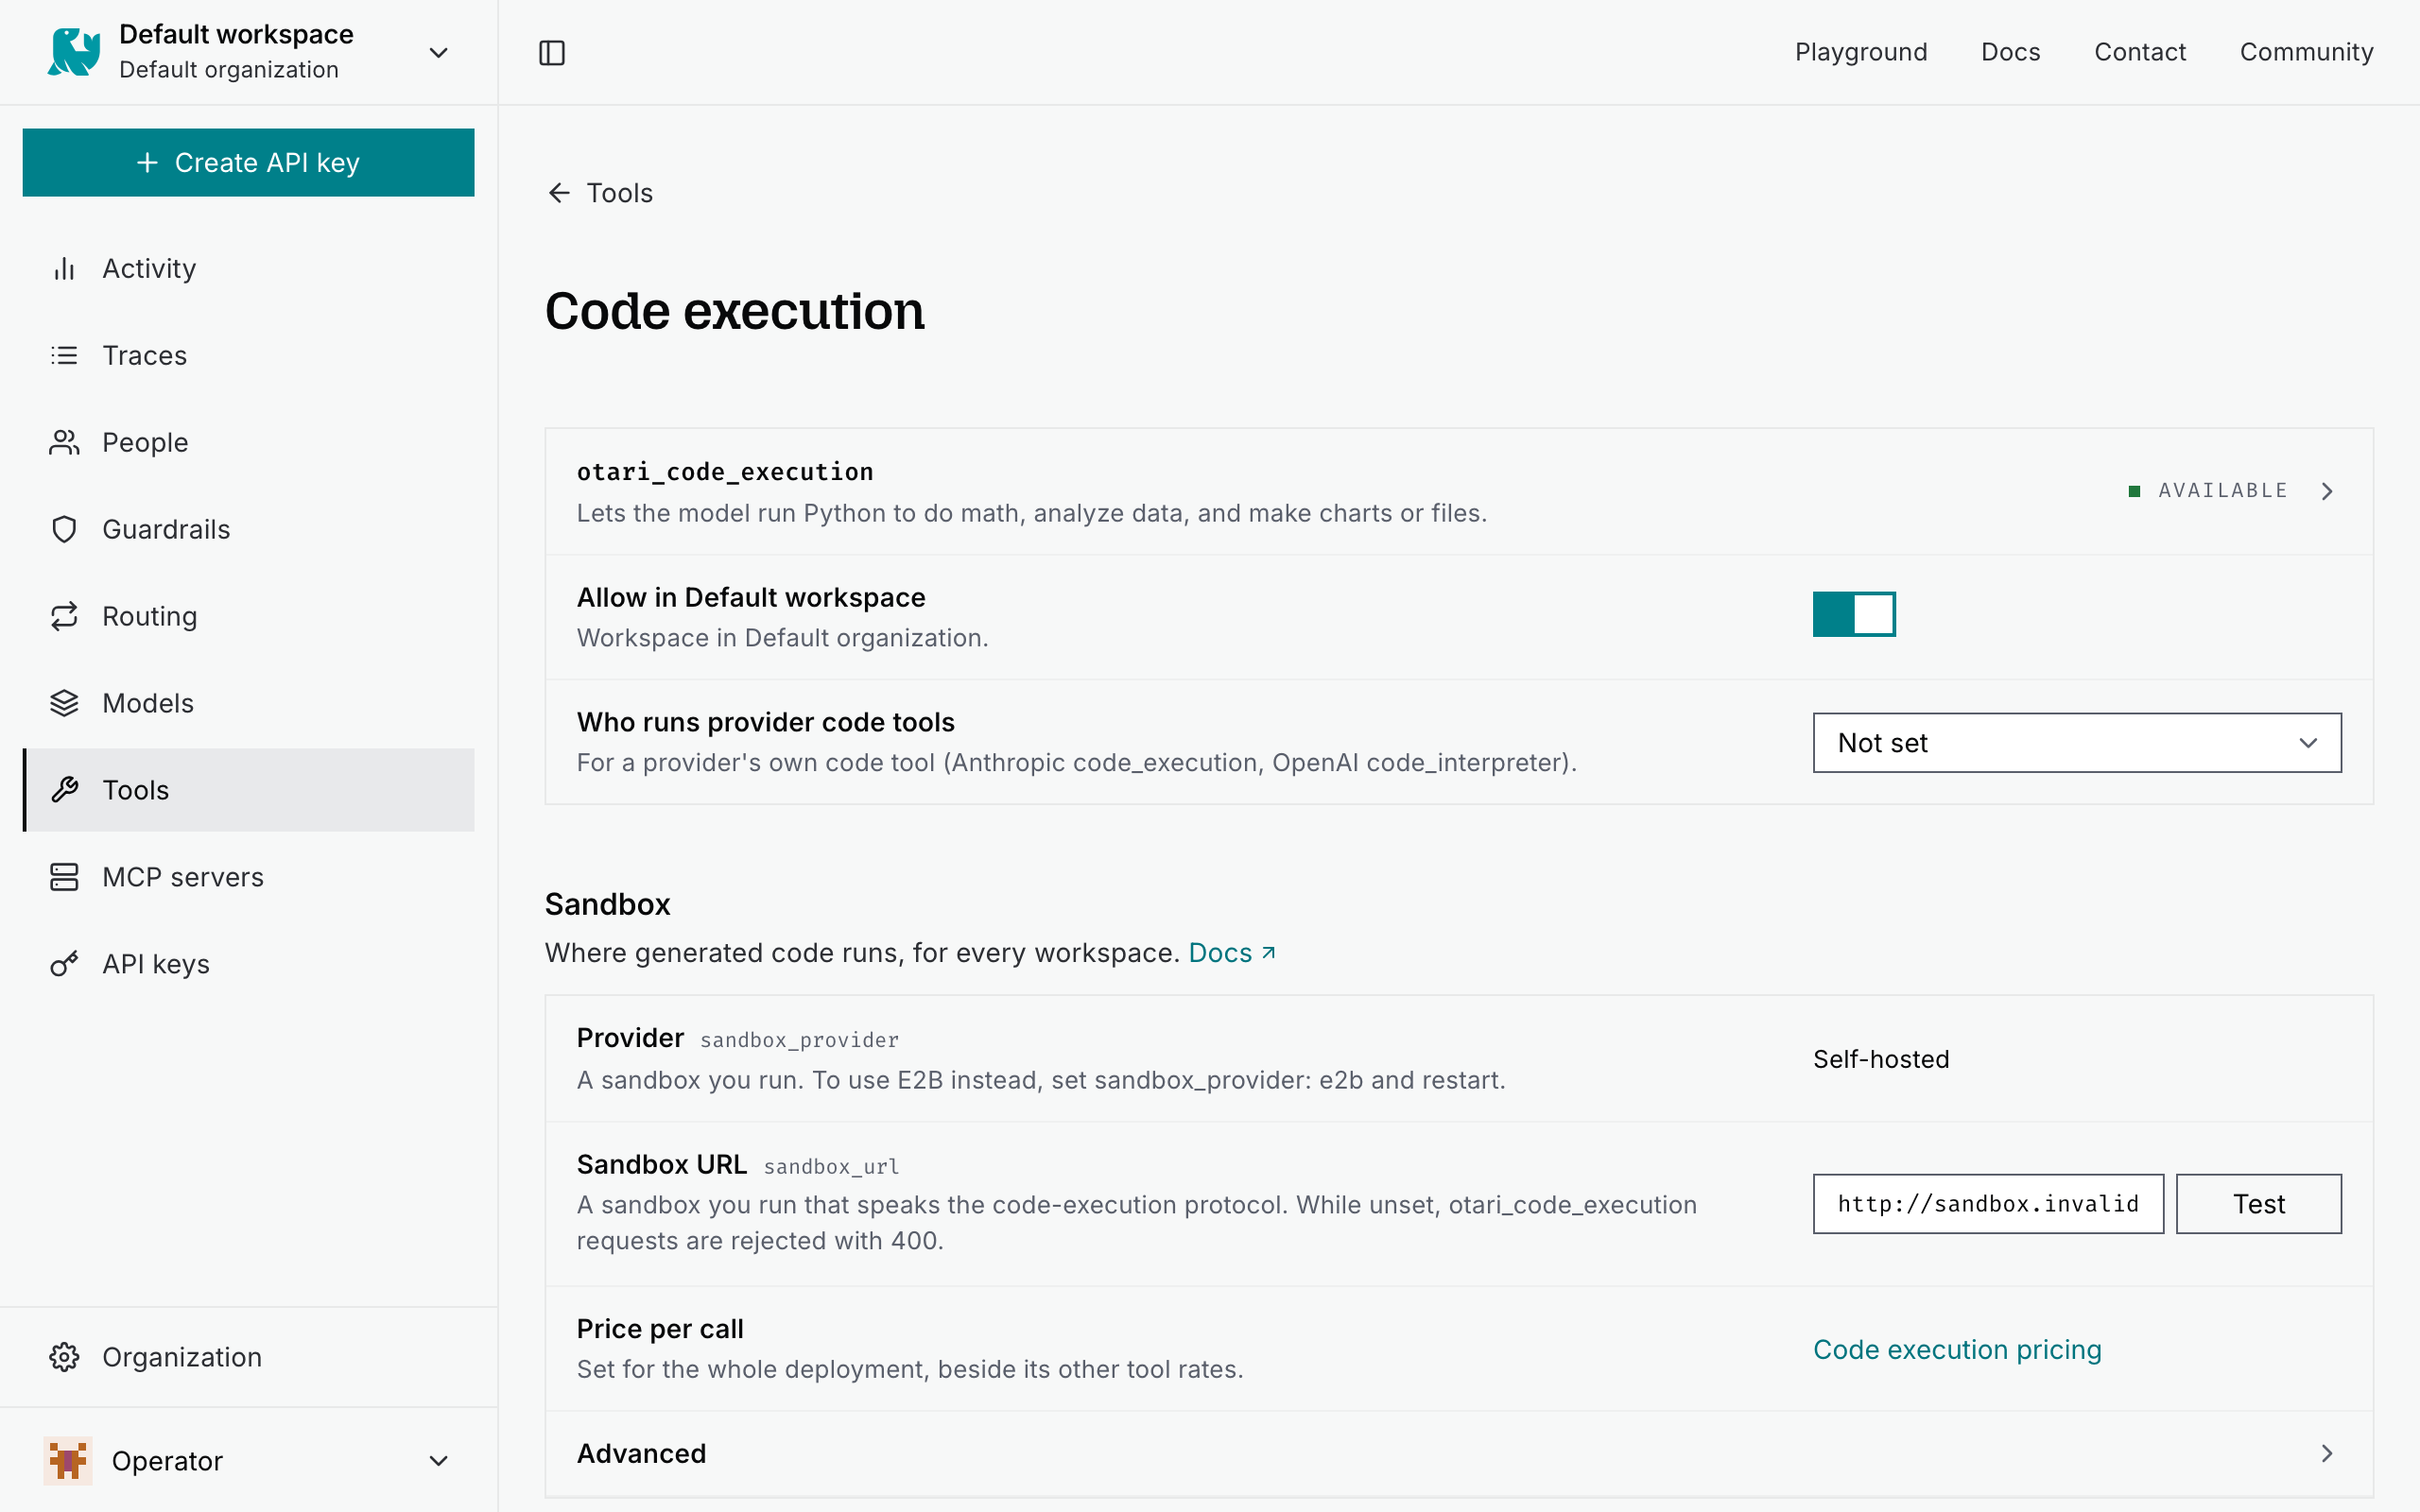 Default workspace
Default organization
Playground
Docs
Contact
Community
Create API key
Activity
Traces
People
Guardrails
Routing
Models
Tools
MCP servers
API keys
Organization
Operator
Tools
Code execution
otari_code_execution
Lets the model run Python to do math, analyze data, and make charts or files.
AVAILABLE
Allow in Default workspace
Workspace in Default organization.
Who runs provider code tools
For a provider's own code tool (Anthropic code_execution, OpenAI code_interpreter).
Not set
Sandbox
Where generated code runs, for every workspace. Docs
Provider sandbox_provider
A sandbox you run. To use E2B instead, set sandbox_provider: e2b and restart.
Self-hosted
Sandbox URL sandbox_url
A sandbox you run that speaks the code-execution protocol. While unset, otari_code_execution
requests are rejected with 400.
http://sandbox.invalid
Test
Price per call
Set for the whole deployment, beside its other tool rates.
Code execution pricing
Advanced